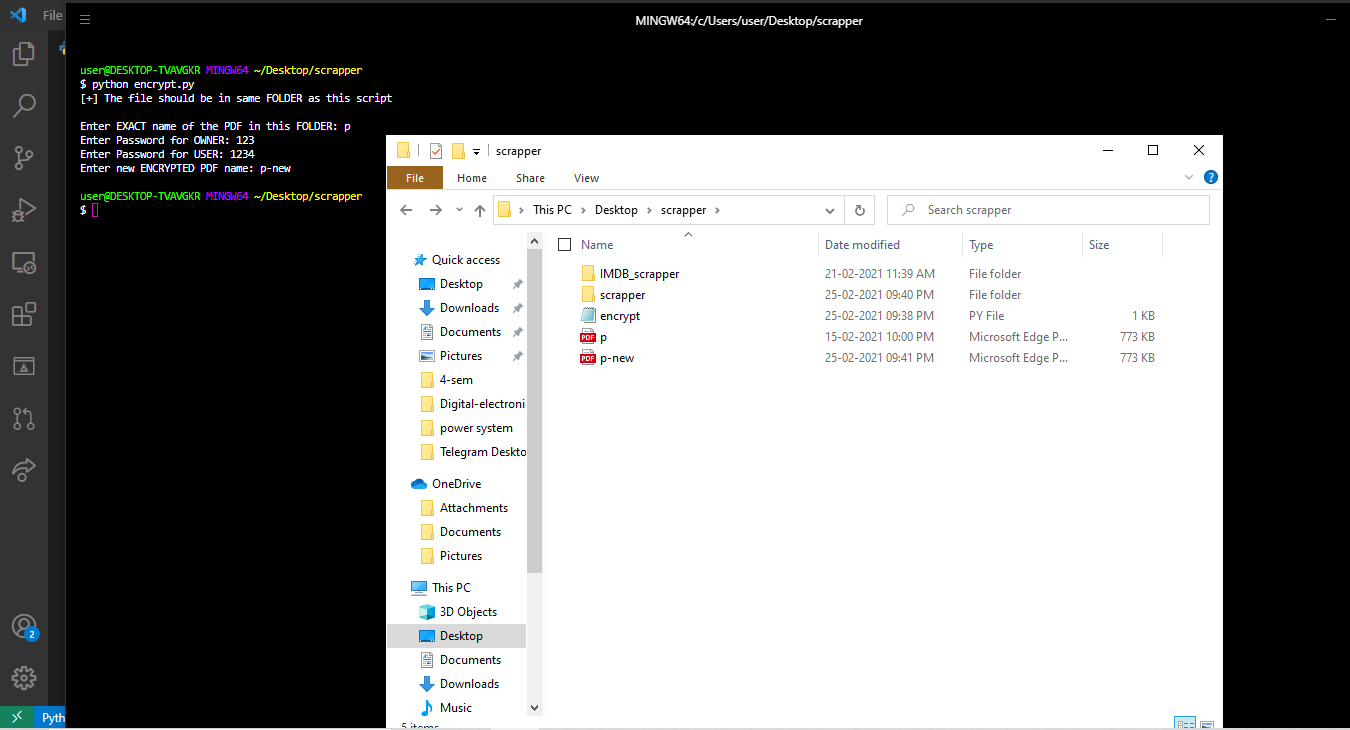 File
MINGW64:/c/Users/user/Desktop/scrapper
user@DESKTOP-TVAVGKR MINGW64 ~/Desktop/scrapper
$ python encrypt.py
[+] The file should be in same FOLDER as this script
Enter EXACT name of the PDF in this FOLDER: p
Enter Password for OWNER: 123
Enter Password for USER: 1234
Enter new ENCRYPTED PDF name: p-new
user@DESKTOP-TVAVGKR MINGW64 ~/Desktop/scrapper
$
scrapper
File Home Share View
?
This PC Desktop scrapper
Search scrapper
Name Date modified Type Size
IMDB_scrapper 21-02-2021 11:39 AM File folder
scrapper 25-02-2021 09:40 PM File folder
encrypt 25-02-2021 09:38 PM PY File 1 KB
PDF p 15-02-2021 10:00 PM Microsoft Edge P... 773 KB
PDF p-new 25-02-2021 09:41 PM Microsoft Edge P... 773 KB
Quick access
Desktop
Downloads
Documents
Pictures
4-sem
Digital-electroni
power system
Telegram Deskto
OneDrive
Attachments
Documents
Pictures
This PC
3D Objects
Desktop
Documents
Downloads
Music
5 items
2
Pyth